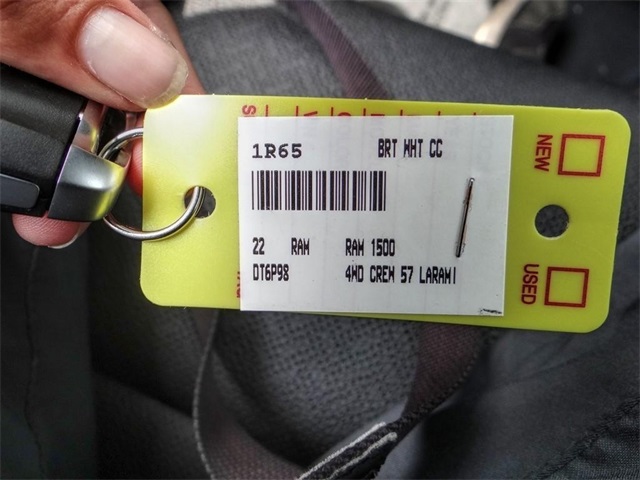 1R65 BRT WHT CC
22 RAM RAM 1500
DT6P98 4WD CREW 57 LARAMI
NEW
USED